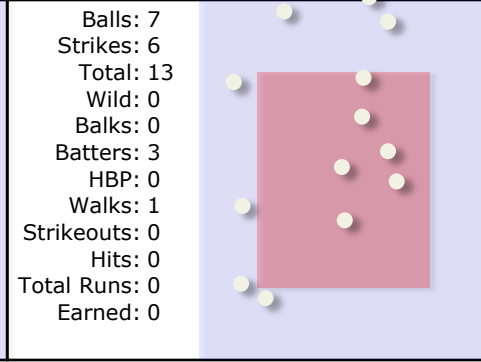 Balls: 7
Strikes: 6
Total: 13
Wild: 0
Balks: 0
Batters: 3
HBP: 0
Walks: 1
Strikeouts: 0
Hits: 0
Total Runs: 0
Earned: 0